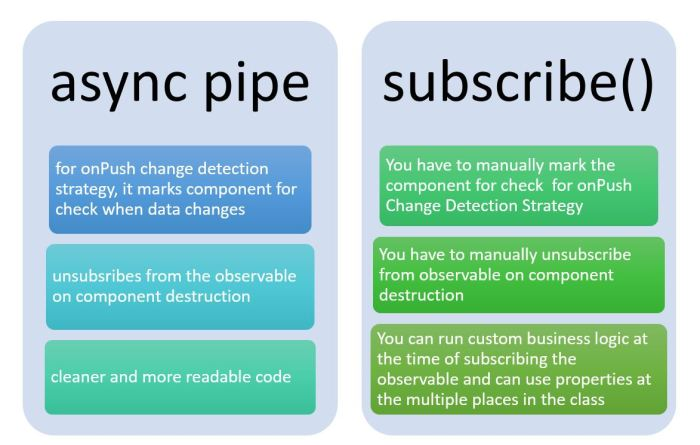 async pipe
for onPush change detection
strategy, it marks component for
check when data changes
unsubsribes from the observable
on component destruction
cleaner and more readable code
subscribe()
You have to manually mark the
component for check  for onPush
Change Detection Strategy
You have to manually unsubscribe
from observable on component
destruction
You can run custom business logic at
the time of subscribing the
observable and can use properties at
the multiple places in the class